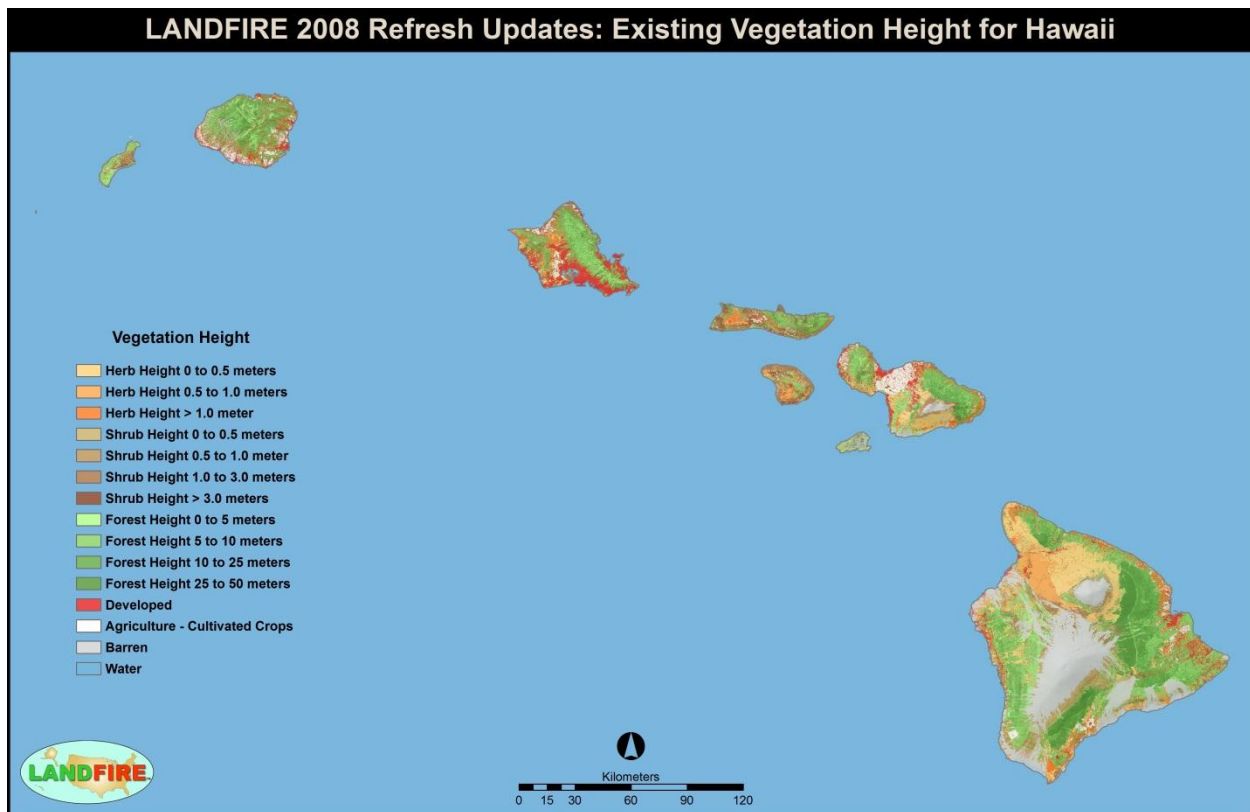 LANDFIRE 2008 Refresh Updates: Existing Vegetation Height for Hawaii
Vegetation Height
Herb Height 0 to 0.5 meters
Herb Height 0.5 to 1.0 meters
Herb Height > 1.0 meter
Shrub Height 0 to 0.5 meters
Shrub Height 0.5 to 1.0 meter
Shrub Height 1.0 to 3.0 meters
Shrub Height > 3.0 meters
Forest Height 0 to 5 meters
Forest Height 5 to 10 meters
Forest Height 10 to 25 meters
Forest Height 25 to 50 meters
Developed
Agriculture - Cultivated Crops
Barren
Water
LANDFIRE
Kilometers
0 15 30 60 90 120